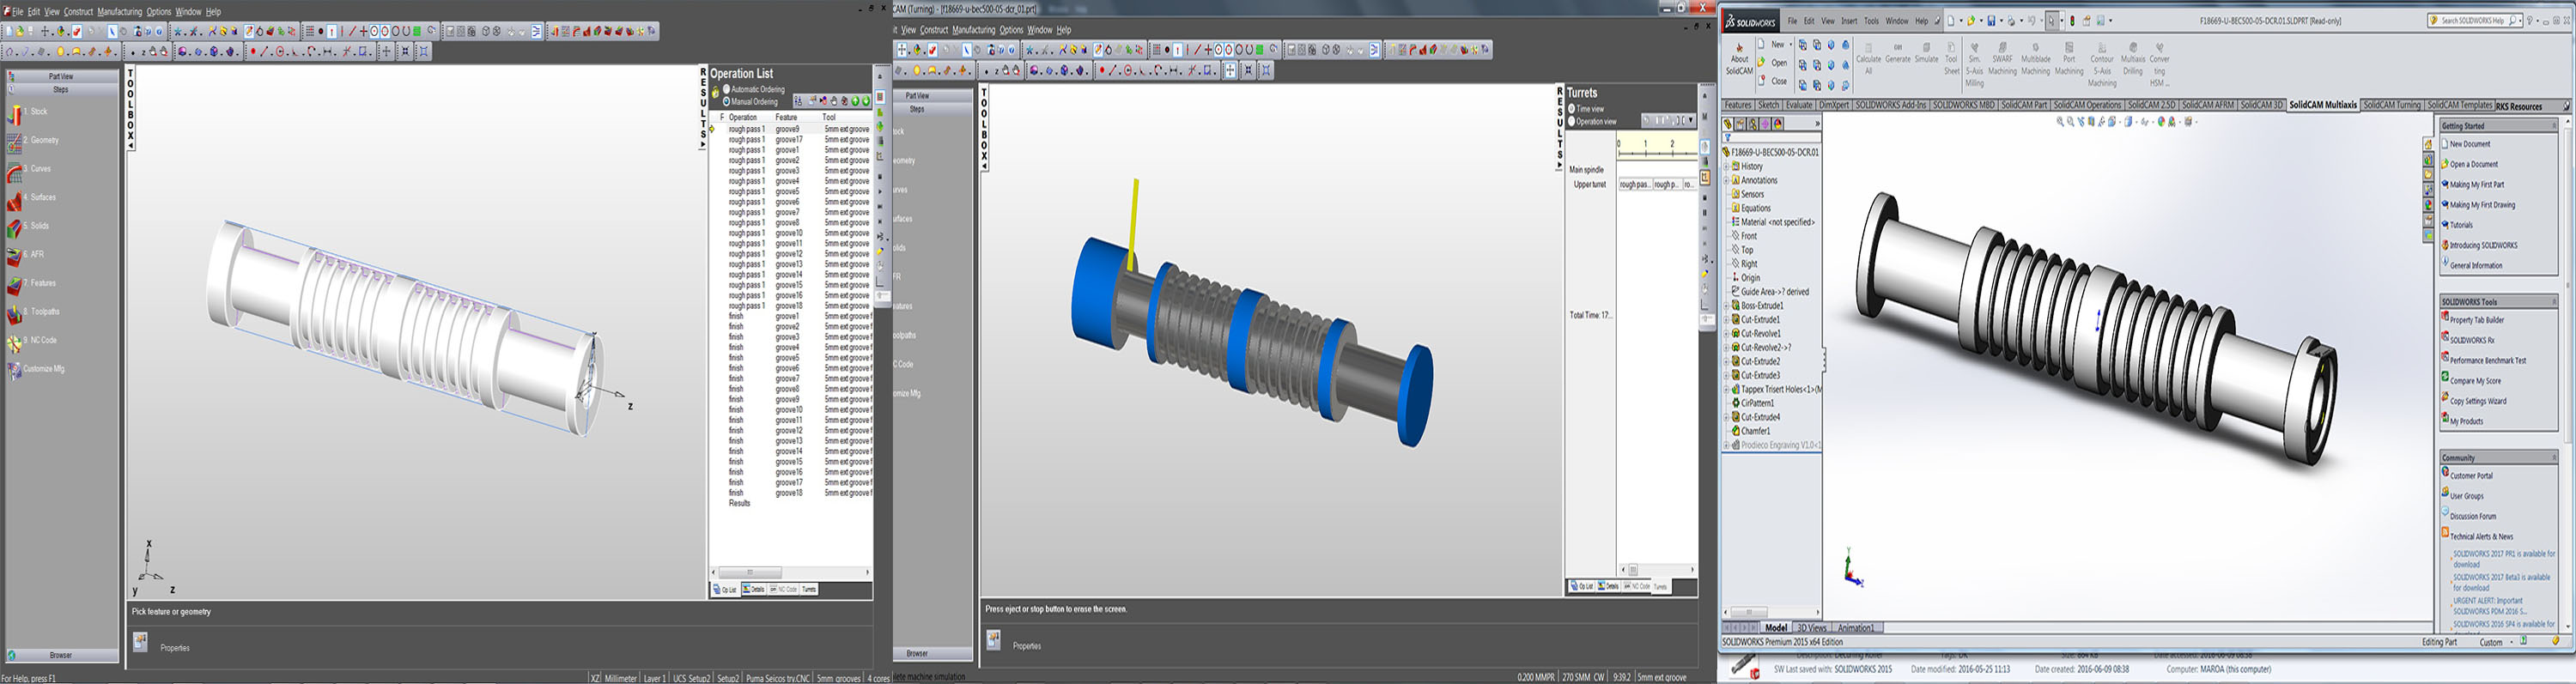 File Edit View Construct Manufacturing Options Window Help
Part View
Steps
1. Stock
2. Geometry
3. Curves
4. Surfaces
5. Solids
6. AFR
7. Features
8. Toolpaths
9. NC Code
Customize Mfg.
Browser
TOOLBOX
RESULTS
Operation List
Automatic Ordering
Manual Ordering
F Operation Feature Tool
rough pass 1 groove9 5mm ext groove
rough pass 1 groove17 5mm ext groove
rough pass 1 groove1 5mm ext groove
rough pass 1 groove2 5mm ext groove
rough pass 1 groove3 5mm ext groove
rough pass 1 groove4 5mm ext groove
rough pass 1 groove5 5mm ext groove
rough pass 1 groove6 5mm ext groove
rough pass 1 groove7 5mm ext groove
rough pass 1 groove8 5mm ext groove
rough pass 1 groove10 5mm ext groove
rough pass 1 groove11 5mm ext groove
rough pass 1 groove12 5mm ext groove
rough pass 1 groove13 5mm ext groove
rough pass 1 groove14 5mm ext groove
rough pass 1 groove15 5mm ext groove
rough pass 1 groove16 5mm ext groove
rough pass 1 groove18 5mm ext groove
finish groove1 5mm ext groove f
finish groove2 5mm ext groove f
finish groove3 5mm ext groove f
finish groove4 5mm ext groove f
finish groove5 5mm ext groove f
finish groove6 5mm ext groove f
finish groove7 5mm ext groove f
finish groove8 5mm ext groove f
finish groove9 5mm ext groove f
finish groove10 5mm ext groove f
finish groove11 5mm ext groove f
finish groove12 5mm ext groove f
finish groove13 5mm ext groove f
finish groove14 5mm ext groove f
finish groove15 5mm ext groove f
finish groove16 5mm ext groove f
finish groove17 5mm ext groove f
finish groove18 5mm ext groove f
Results
Op List Details NC Code Turrets
z
x
y z
Pick feature or geometry
Properties
For Help, press F1
XZ Millimeter Layer 1 UCS Setup2 Setup2 Puma Seicos try.CNC 5mm grooves 4 cores
CAM (Turning) - [f18669-u-bec500-05-dcr_01.prt]
it View Construct Manufacturing Options Window Help
Part View
Steps
tock
eometry
urves
urfaces
olids
FR
eatures
oolpaths
C Code
omize Mfg.
Browser
TOOLBOX
RESULTS
Turrets
Time view
Operation view
0 1 2
Main spindle
Upper turret rough pas... rough p... ro...
Total Time: 17...
Op List Details NC Code Turrets
Press eject or stop button to erase the screen.
Properties
lete machine simulation
0.200 MMPR 270 SMM CW 9:39.2 5mm ext groove
SOLIDWORKS File Edit View Insert Tools Window Help
F18669-U-BEC500-05-DCR.01.SLDPRT [Read-only]
Search SOLIDWORKS Help
About SolidCAM
New
Open
Close
Calculate All
Generate
Simulate
Tool Sheet
Sim. 5-Axis Milling
SWARF Machining
Multiblade Machining
Port Machining
Contour 5-Axis Machining
Multiaxis Drilling
Conver ting HSM ...
Features Sketch Evaluate DimXpert SOLIDWORKS Add-Ins SOLIDWORKS MBD SolidCAM Part SolidCAM Operations SolidCAM 2.5D SolidCAM AFRM SolidCAM 3D SolidCAM Multiaxis SolidCAM Turning SolidCAM Templates RKS Resources
F18669-U-BEC500-05-DCR.01
History
Annotations
Sensors
Equations
Material <not specified>
Front
Top
Right
Origin
Guide Area->? derived
Boss-Extrude1
Cut-Extrude1
Cut-Revolve1
Cut-Revolve2->?
Cut-Extrude2
Cut-Extrude3
Tappex Trisert Holes<1>(M
CirPattern1
Cut-Extrude4
Chamfer1
Prodieco Engraving V1.0<1
Getting Started
New Document
Open a Document
Making My First Part
Making My First Drawing
Tutorials
Introducing SOLIDWORKS
General Information
SOLIDWORKS Tools
Property Tab Builder
SOLIDWORKS Rx
Performance Benchmark Test
Compare My Score
Copy Settings Wizard
My Products
Community
Customer Portal
User Groups
Discussion Forum
Technical Alerts & News
SOLIDWORKS 2017 PR1 is available for download
SOLIDWORKS 2017 Beta3 is available for download
URGENT ALERT: Important SOLIDWORKS PDM 2016 S...
SOLIDWORKS 2016 SP4 is available for download
Model 3D Views Animation1
SOLIDWORKS Premium 2015 x64 Edition
Editing Part Custom
SW Last saved with: SOLIDWORKS 2015 Date modified: 2016-05-25 11:13 Date created: 2016-06-09 08:38 Computer: MAROA (this computer)